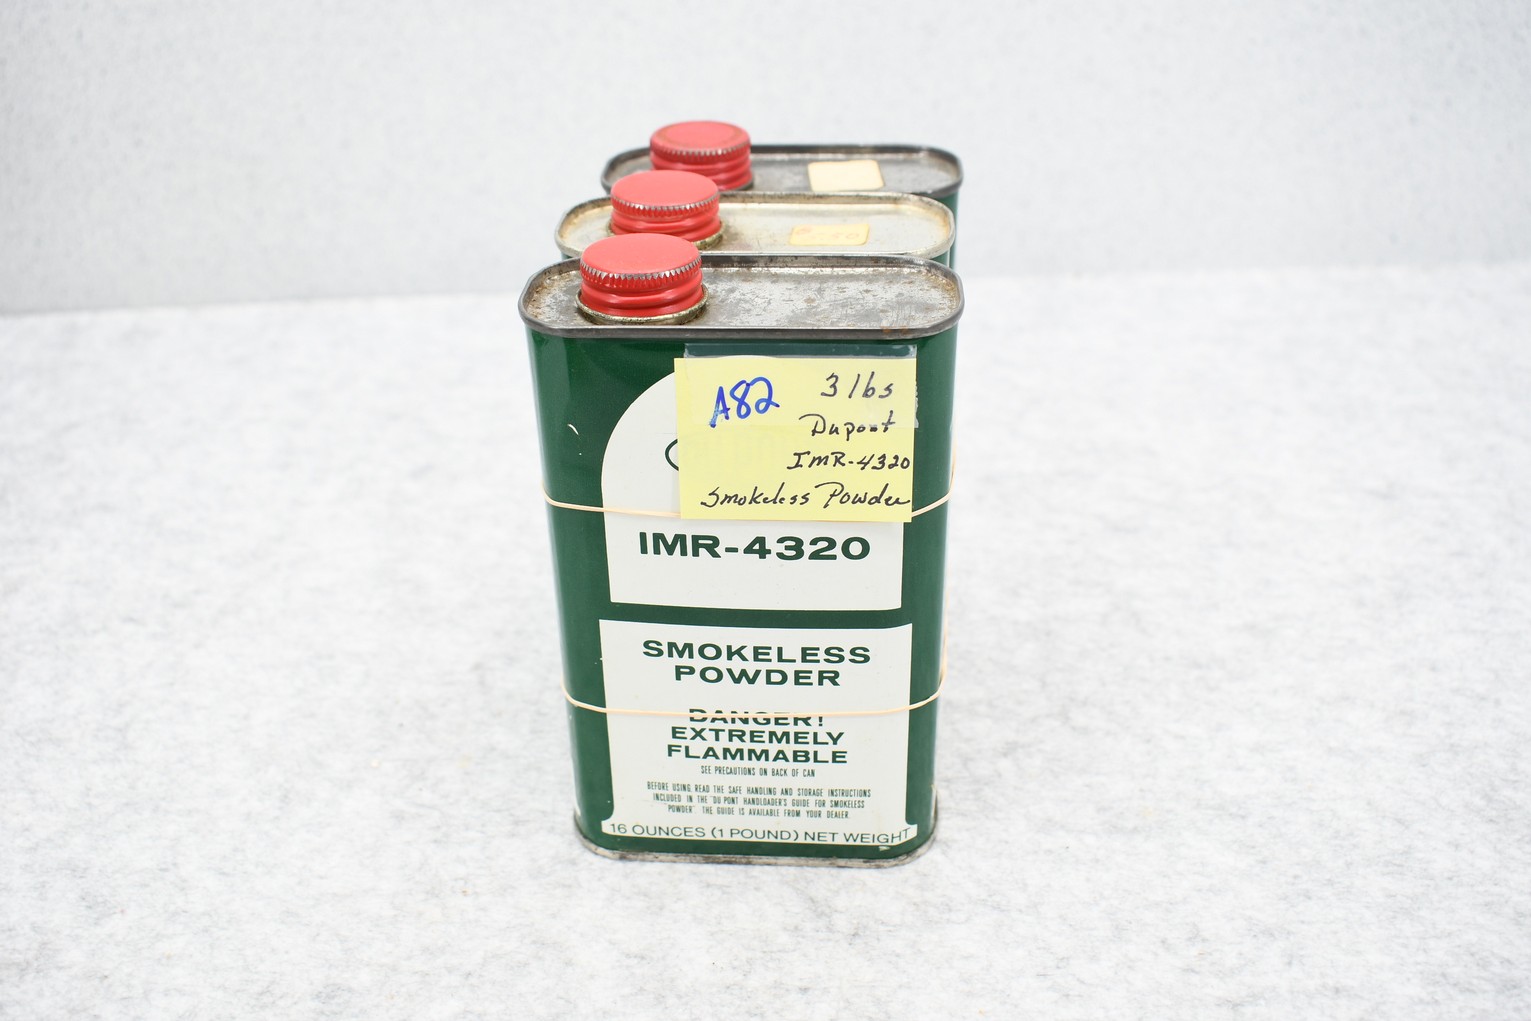 A82 3 lbs
Dupont
IMR-4320
Smokeless Powder
IMR-4320
SMOKELESS
POWDER
DANGER!
EXTREMELY
FLAMMABLE
SEE PRECAUTIONS ON BACK OF CAN
BEFORE USING, READ THE SAFE HANDLING AND STORAGE INSTRUCTIONS
INCLUDED IN THE "DU PONT HANDLOADER'S GUIDE FOR SMOKELESS
POWDER". THE GUIDE IS AVAILABLE FROM YOUR DEALER.
16 OUNCES (1 POUND) NET WEIGHT